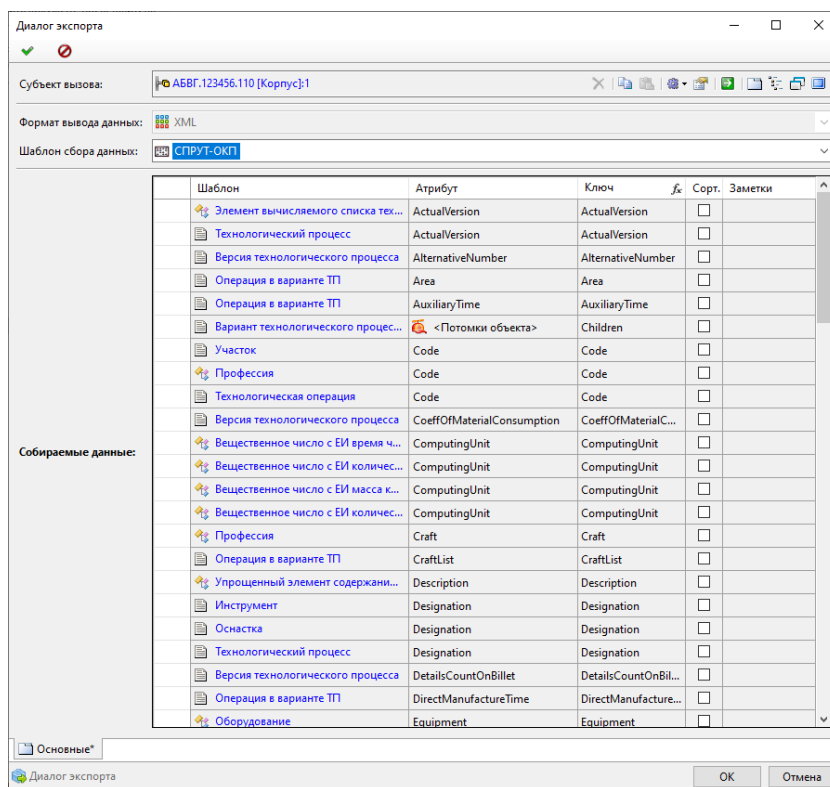 Диалог экспорта
Субъект вызова: АБВГ.123456.110 [Корпус]:1
Формат вывода данных: XML
Шаблон сбора данных: СПРУТ-ОКП
Шаблон Атрибут Ключ fx Сорт. Заметки
Элемент вычисляемого списка тех... ActualVersion ActualVersion
Технологический процесс ActualVersion ActualVersion
Версия технологического процесса AlternativeNumber AlternativeNumber
Операция в варианте ТП Area Area
Операция в варианте ТП AuxiliaryTime AuxiliaryTime
Вариант технологического процес... <Потомки объекта> Children
Участок Code Code
Профессия Code Code
Технологическая операция Code Code
Версия технологического процесса CoeffOfMaterialConsumption CoeffOfMaterialC...
Собираемые данные:
Вещественное число с ЕИ время ч... ComputingUnit ComputingUnit
Вещественное число с ЕИ количес... ComputingUnit ComputingUnit
Вещественное число с ЕИ масса к... ComputingUnit ComputingUnit
Вещественное число с ЕИ количес... ComputingUnit ComputingUnit
Профессия Craft Craft
Операция в варианте ТП CraftList CraftList
Упрощенный элемент содержани... Description Description
Инструмент Designation Designation
Оснастка Designation Designation
Технологический процесс Designation Designation
Версия технологического процесса DetailsCountOnBillet DetailsCountOnBil...
Операция в варианте ТП DirectManufactureTime DirectManufacture...
Оборудование Equipment Equipment
Основные*
Диалог экспорта ОК Отмена